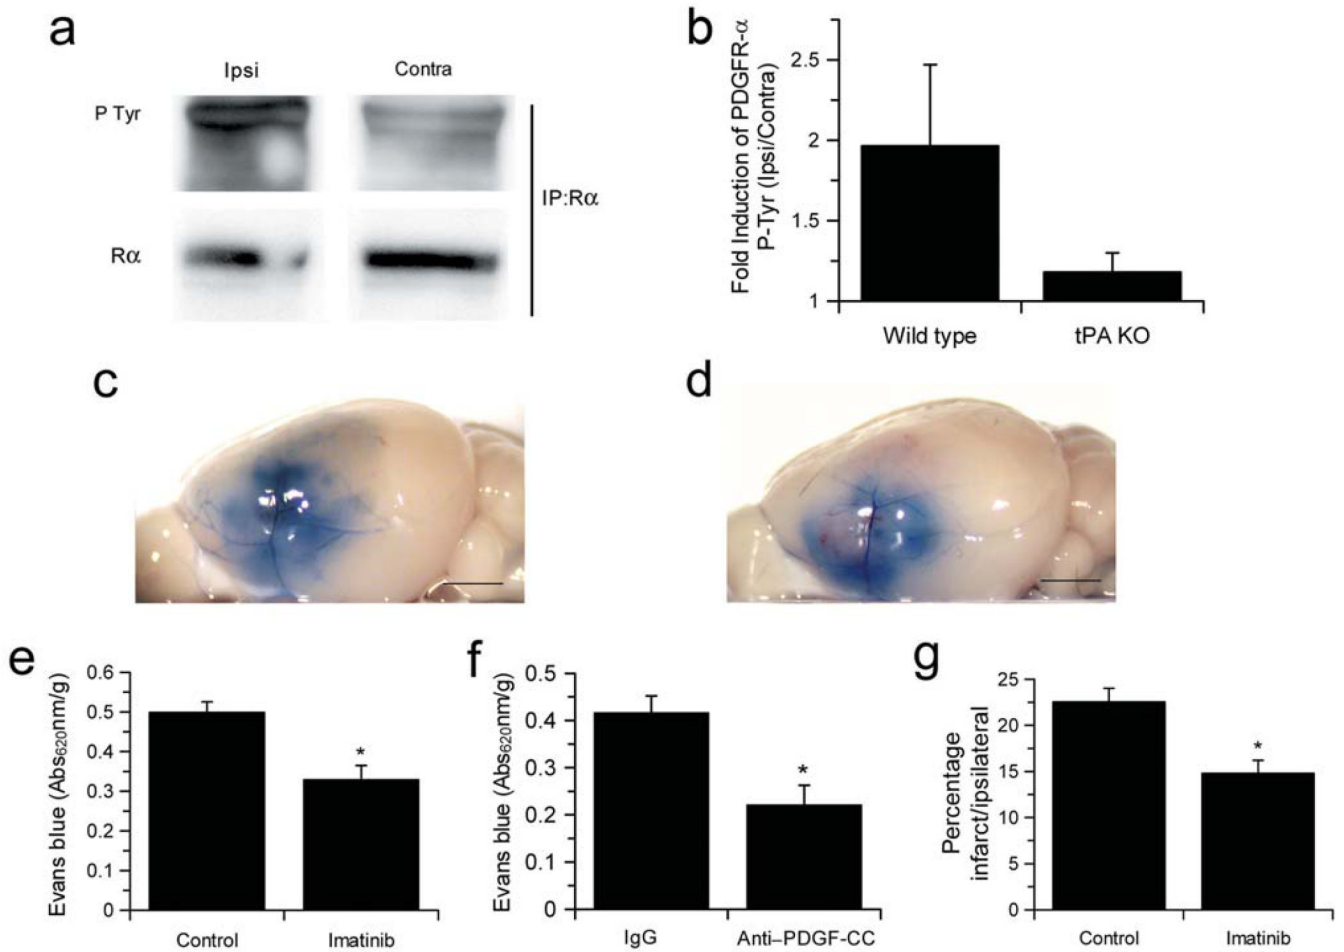 a
Ipsi
Contra
P Tyr
Rα
IP:Rα
b
Fold Induction of PDGFR-α
P-Tyr (Ipsi/Contra)
2.5
2
1.5
1
Wild type
tPA KO
c
d
e
Evans blue (Abs₆₂₀nm/g)
0.6
0.5
0.4
0.3
0.2
0.1
0
*
Control
Imatinib
f
Evans blue (Abs₆₂₀nm/g)
0.5
0.4
0.3
0.2
0.1
0
*
IgG
Anti–PDGF-CC
g
Percentage
infarct/ipsilateral
25
20
15
10
5
0
*
Control
Imatinib